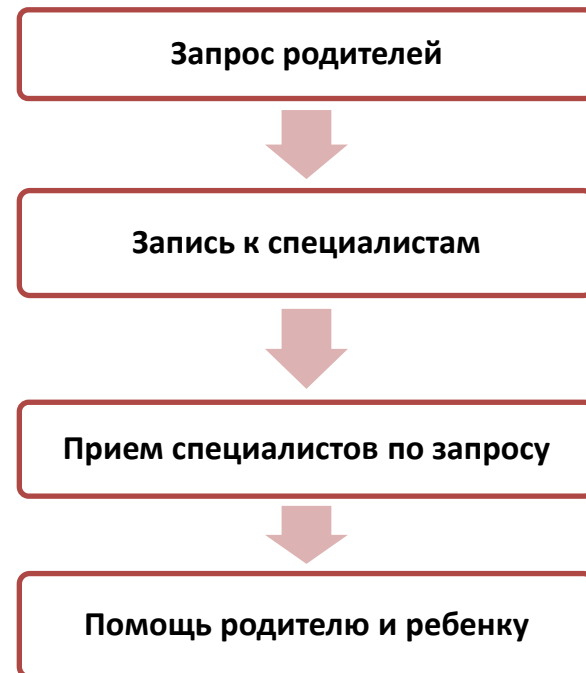 Запрос родителей
Запись к специалистам
Прием специалистов по запросу
Помощь родителю и ребенку